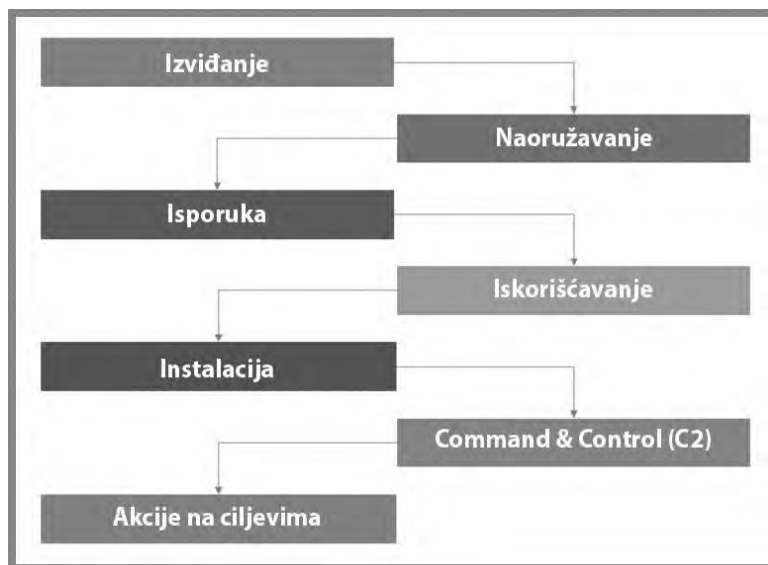 Izviđanje
Naoružavanje
Isporuka
Iskorišćavanje
Instalacija
Command & Control (C2)
Akcije na ciljevima